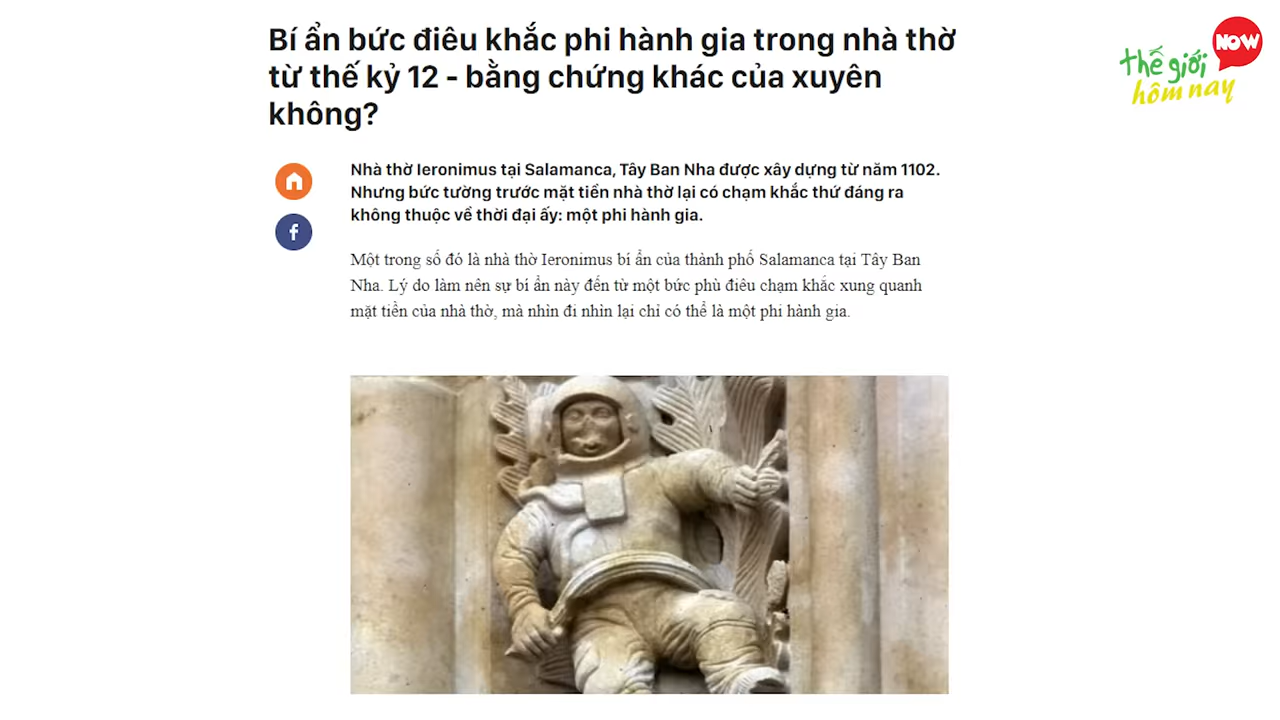 Bí ẩn bức điêu khắc phi hành gia trong nhà thờ
từ thế kỷ 12 - bằng chứng khác của xuyên
không?
NOW
thế giới
hôm nay
Nhà thờ Ieronimus tại Salamanca, Tây Ban Nha được xây dựng từ năm 1102.
Nhưng bức tường trước mặt tiền nhà thờ lại có chạm khắc thứ đáng ra
không thuộc về thời đại ấy: một phi hành gia.
f
Một trong số đó là nhà thờ Ieronimus bí ẩn của thành phố Salamanca tại Tây Ban
Nha. Lý do làm nên sự bí ẩn này đến từ một bức phù điêu chạm khắc xung quanh
mặt tiền của nhà thờ, mà nhìn đi nhìn lại chỉ có thể là một phi hành gia.